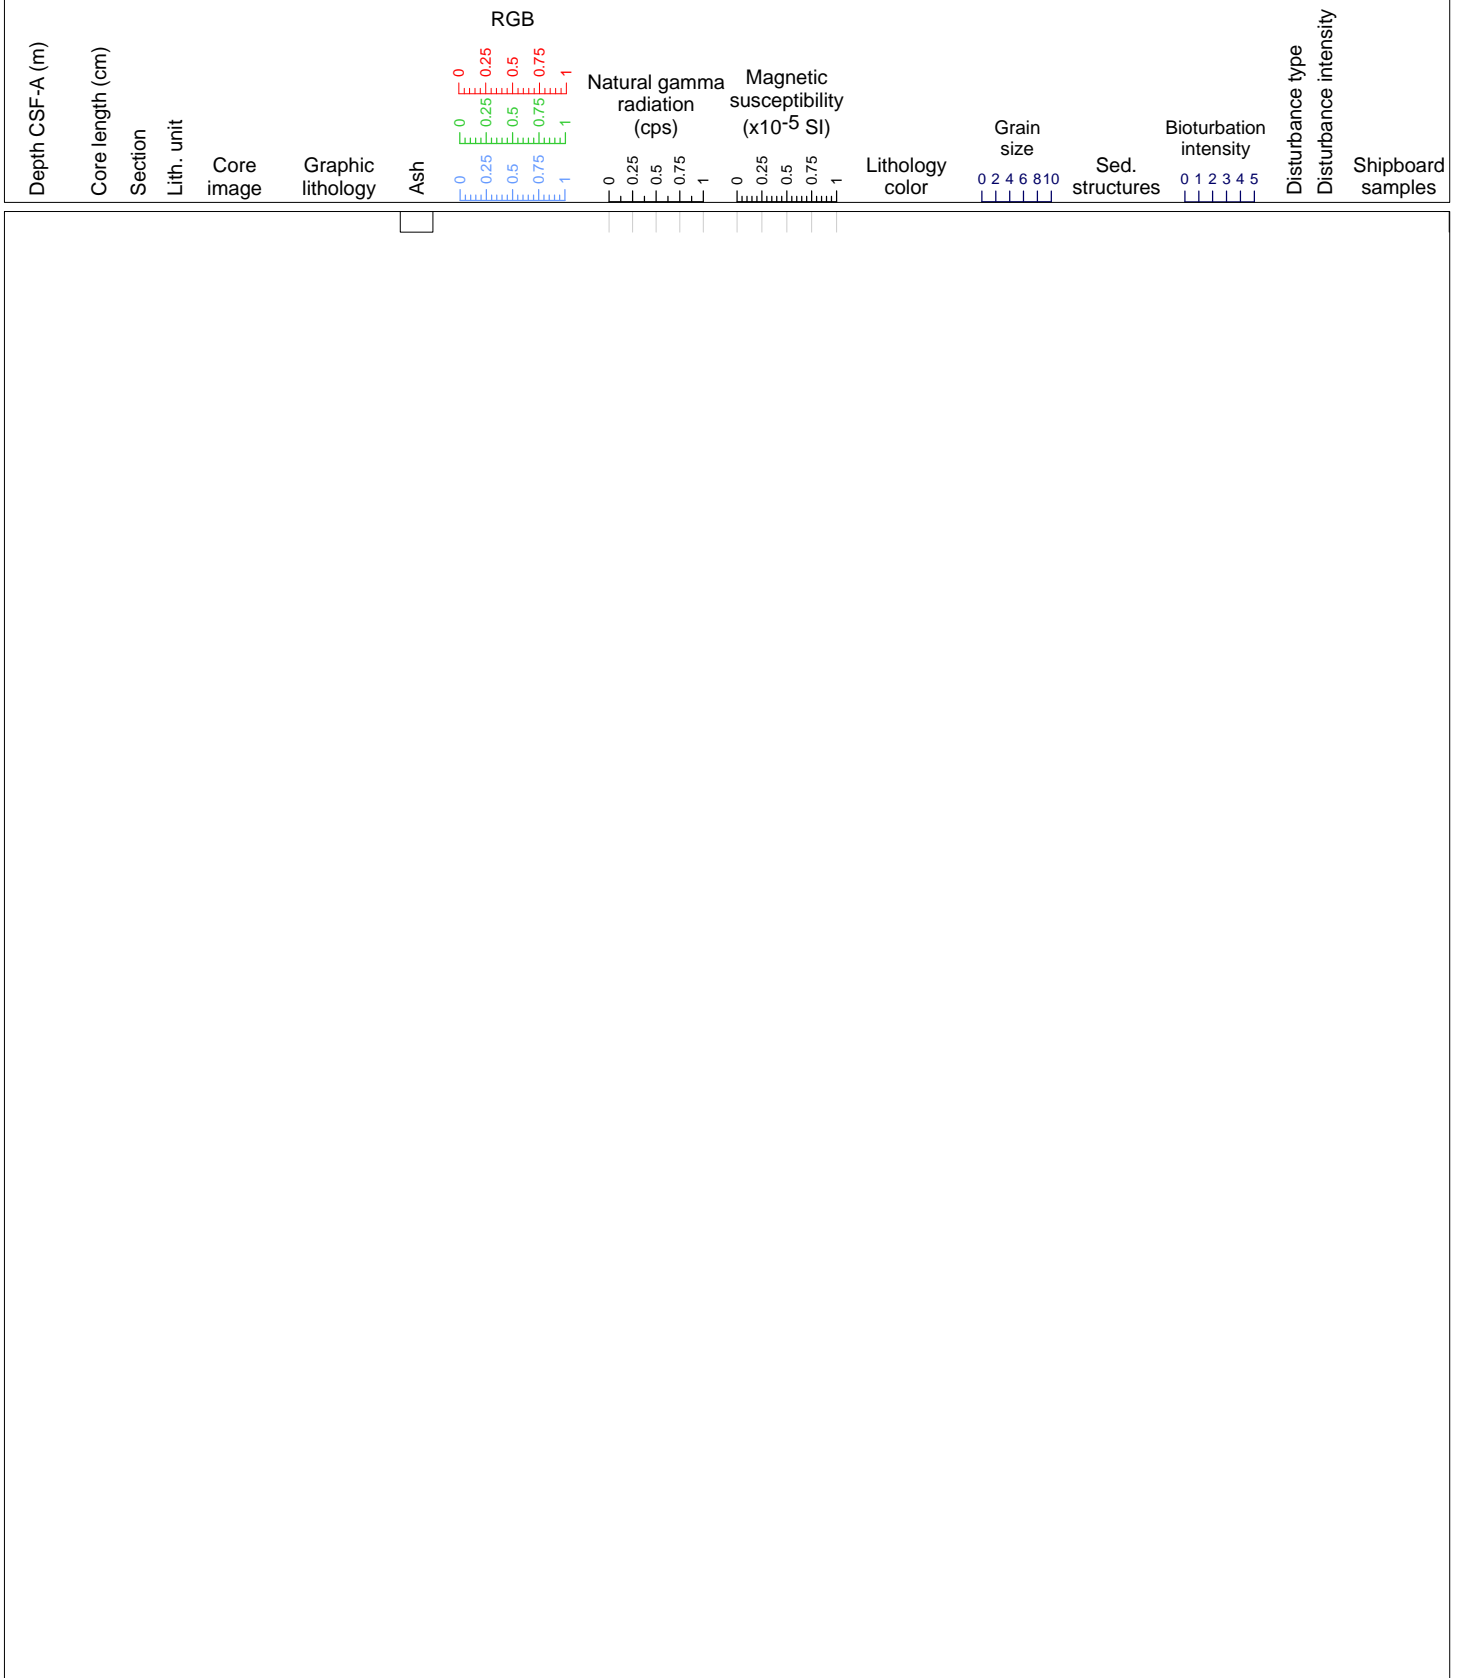 Depth CSF-A (m)
Core length (cm)
Section
Lith. unit
Core
image
Graphic
lithology
Ash
RGB
0 0.25 0.5 0.75 1
0 0.25 0.5 0.75 1
0 0.25 0.5 0.75 1
Natural gamma
radiation
(cps)
0 0.25 0.5 0.75 1
Magnetic
susceptibility
(x10-5 SI)
0 0.25 0.5 0.75 1
Lithology
color
Grain
size
0 2 4 6 8 10
Sed.
structures
Bioturbation
intensity
0 1 2 3 4 5
Disturbance type
Disturbance intensity
Shipboard
samples